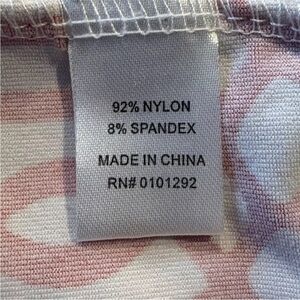 92% NYLON
8% SPANDEX
MADE IN CHINA
RN# 0101292